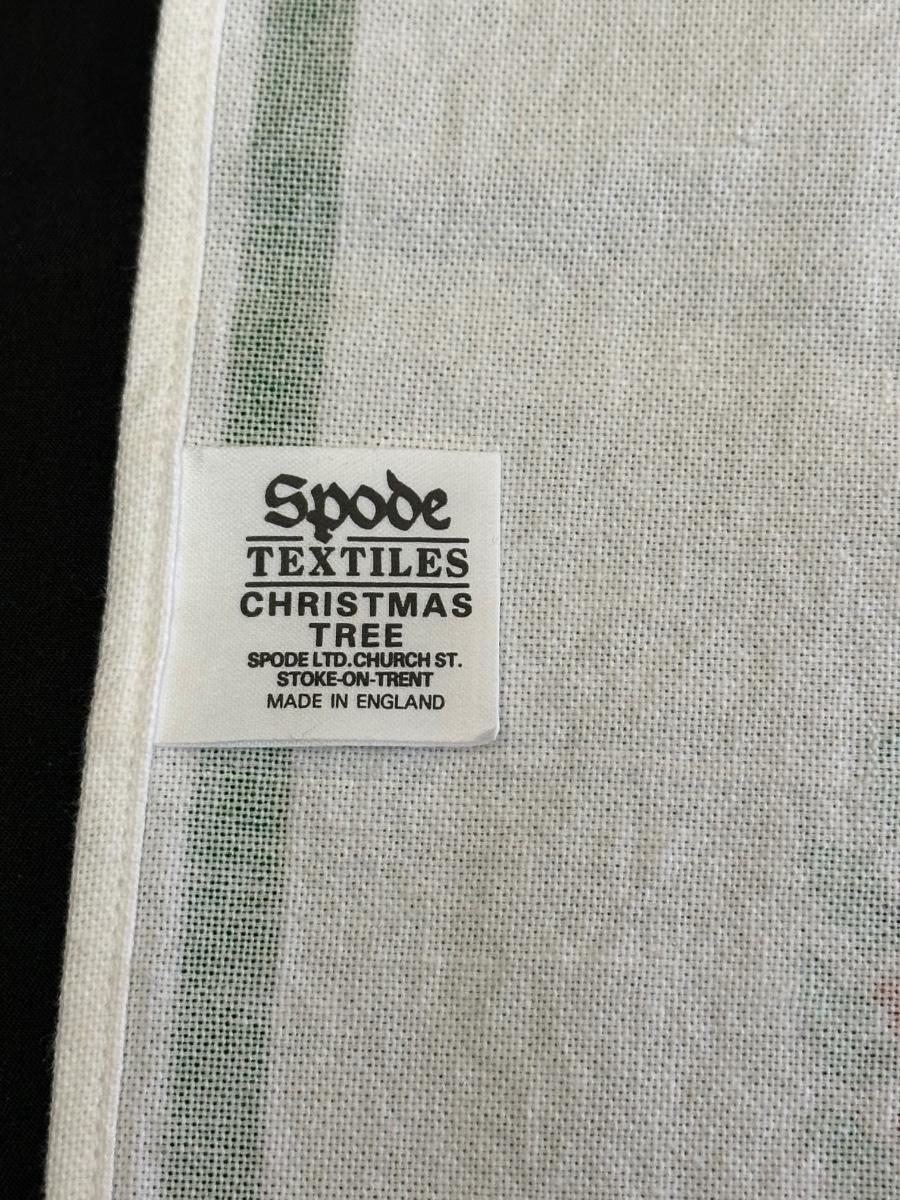 Spode
TEXTILES
CHRISTMAS
TREE
SPODE LTD. CHURCH ST.
STOKE-ON-TRENT
MADE IN ENGLAND